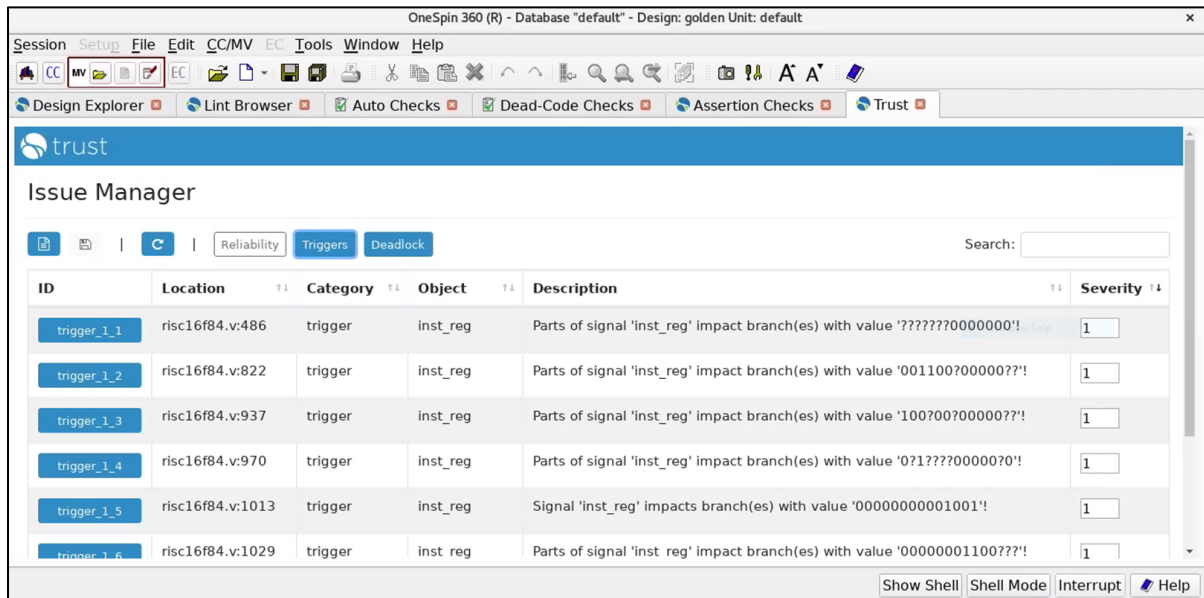 OneSpin 360 (R) - Database "default" - Design: golden Unit: default
Session Setup File Edit CC/MV EC Tools Window Help
CC MV EC
Design Explorer Lint Browser Auto Checks Dead-Code Checks Assertion Checks Trust
trust
Issue Manager
| | Reliability Triggers Deadlock Search:
ID Location Category Object Description Severity
trigger_1_1 risc16f84.v:486 trigger inst_reg Parts of signal 'inst_reg' impact branch(es) with value '???????0000000'! 1
trigger_1_2 risc16f84.v:822 trigger inst_reg Parts of signal 'inst_reg' impact branch(es) with value '001100?00000??'! 1
trigger_1_3 risc16f84.v:937 trigger inst_reg Parts of signal 'inst_reg' impact branch(es) with value '100?00?00000??'! 1
trigger_1_4 risc16f84.v:970 trigger inst_reg Parts of signal 'inst_reg' impact branch(es) with value '0?1????00000?0'! 1
trigger_1_5 risc16f84.v:1013 trigger inst_reg Signal 'inst_reg' impacts branch(es) with value '00000000001001'! 1
trigger_1_6 risc16f84.v:1029 trigger inst_reg Parts of signal 'inst_reg' impact branch(es) with value '00000001100???'! 1
Show Shell Shell Mode Interrupt Help